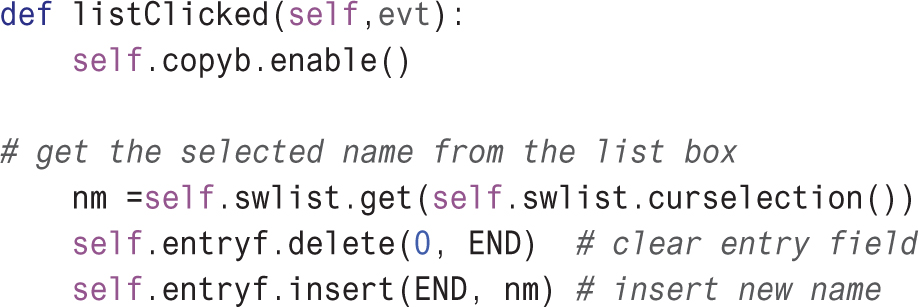 def listClicked(self,evt):
    self.copyb.enable()

# get the selected name from the list box
    nm =self.swlist.get(self.swlist.curselection())
    self.entryf.delete(0, END)  # clear entry field
    self.entryf.insert(END, nm) # insert new name